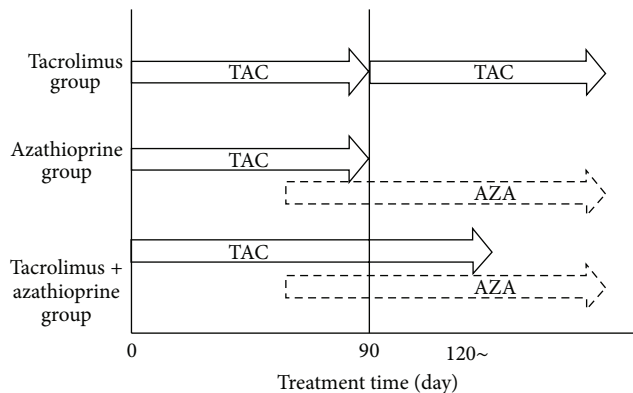 Tacrolimus
group
TAC
TAC
Azathioprine
group
TAC
AZA
Tacrolimus +
azathioprine
group
TAC
AZA
0
90
120~
Treatment time (day)